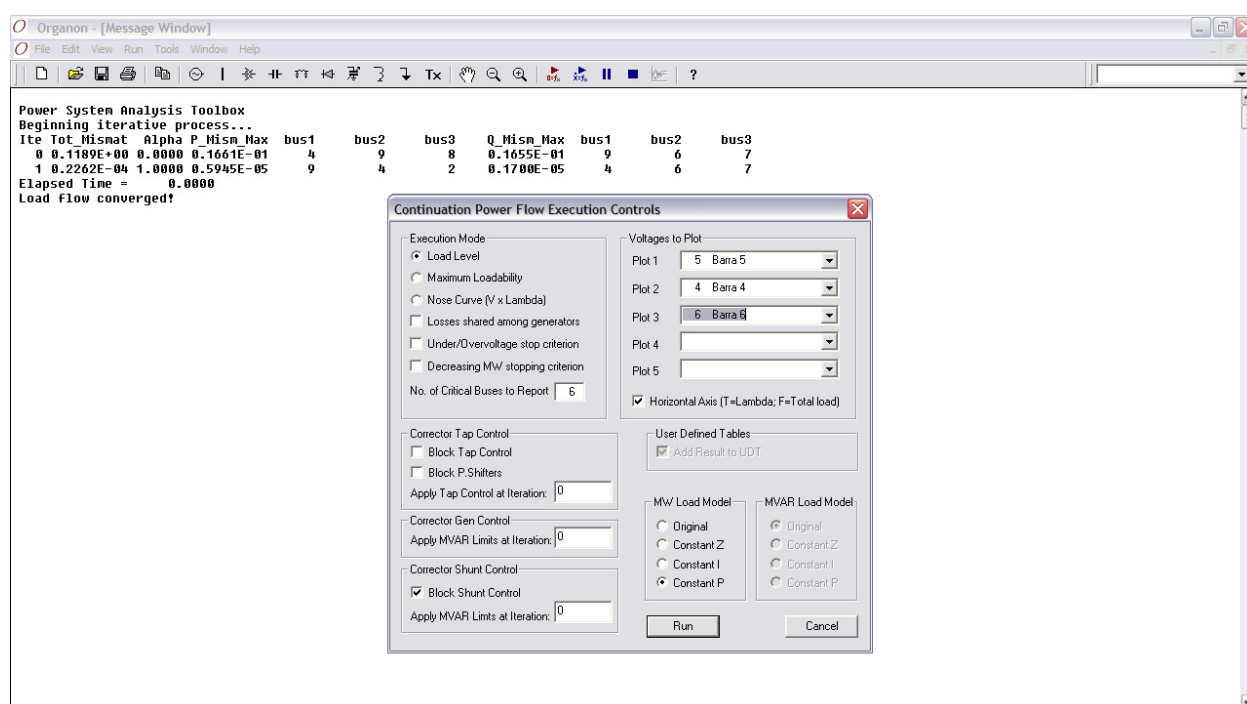 Organon - [Message Window]
File Edit View Run Tools Window Help
Tx ?
Power System Analysis Toolbox
Beginning iterative process...
Ite Tot_Mismat Alpha P_Mism_Max bus1 bus2 bus3 Q_Mism_Max bus1 bus2 bus3
0 0.1189E+00 0.0000 0.1661E-01 4 9 8 0.1655E-01 9 6 7
1 0.2262E-04 1.0000 0.5945E-05 9 4 2 0.1700E-05 4 6 7
Elapsed Time = 0.0000
Load flow converged!
Continuation Power Flow Execution Controls
Execution Mode
Load Level
Maximum Loadability
Nose Curve (V x Lambda)
Losses shared among generators
Under/Overvoltage stop criterion
Decreasing MW stopping criterion
No. of Critical Buses to Report 6
Voltages to Plot
Plot 1 5 Barra 5
Plot 2 4 Barra 4
Plot 3 6 Barra 6
Plot 4
Plot 5
Horizontal Axis (T=Lambda; F=Total load)
Corrector Tap Control
Block Tap Control
Block P.Shifters
Apply Tap Control at Iteration: 0
User Defined Tables
Add Result to UDT
Corrector Gen Control
Apply MVAR Limits at Iteration: 0
Corrector Shunt Control
Block Shunt Control
Apply MVAR Limts at Iteration: 0
MW Load Model
Original
Constant Z
Constant I
Constant P
MVAR Load Model
Original
Constant Z
Constant I
Constant P
Run Cancel